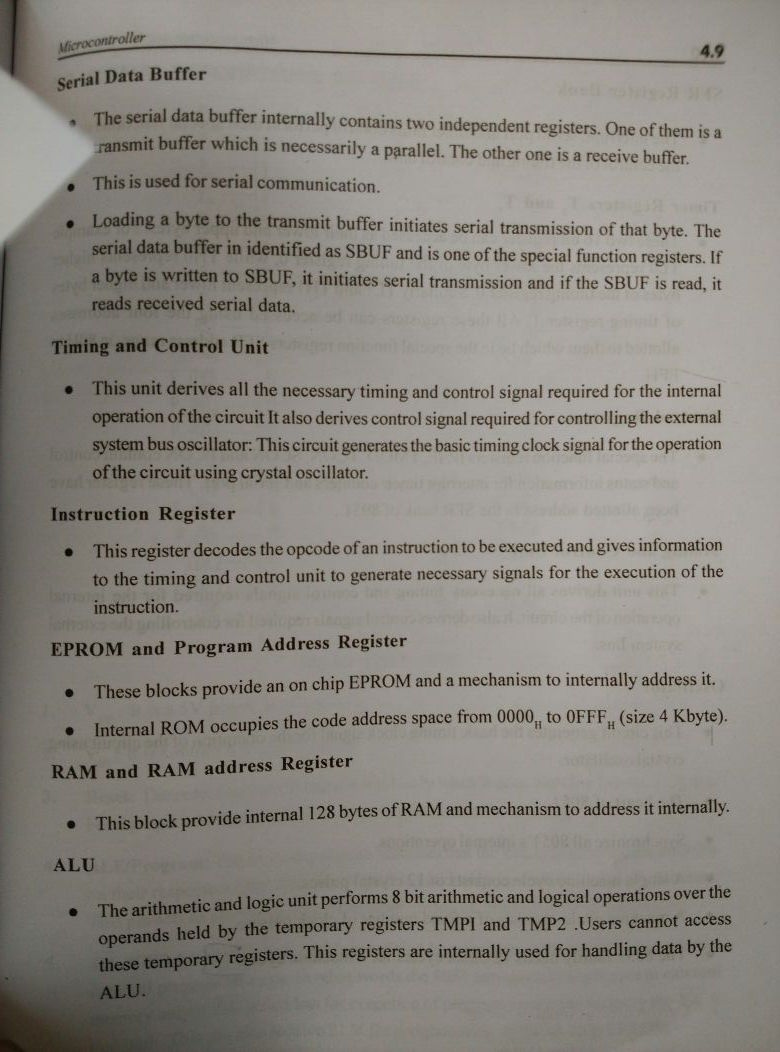 Microcontroller
4.9
Serial Data Buffer
• The serial data buffer internally contains two independent registers. One of them is a
ransmit buffer which is necessarily a parallel. The other one is a receive buffer.
• This is used for serial communication.
• Loading a byte to the transmit buffer initiates serial transmission of that byte. The
serial data buffer in identified as SBUF and is one of the special function registers. If
a byte is written to SBUF, it initiates serial transmission and if the SBUF is read, it
reads received serial data.
Timing and Control Unit
• This unit derives all the necessary timing and control signal required for the internal
operation of the circuit It also derives control signal required for controlling the external
system bus oscillator: This circuit generates the basic timing clock signal for the operation
of the circuit using crystal oscillator.
Instruction Register
• This register decodes the opcode of an instruction to be executed and gives information
to the timing and control unit to generate necessary signals for the execution of the
instruction.
EPROM and Program Address Register
• These blocks provide an on chip EPROM and a mechanism to internally address it.
• Internal ROM occupies the code address space from 0000H to 0FFFH (size 4 Kbyte).
RAM and RAM address Register
• This block provide internal 128 bytes of RAM and mechanism to address it internally.
ALU
• The arithmetic and logic unit performs 8 bit arithmetic and logical operations over the
operands held by the temporary registers TMPI and TMP2 .Users cannot access
these temporary registers. This registers are internally used for handling data by the
ALU.